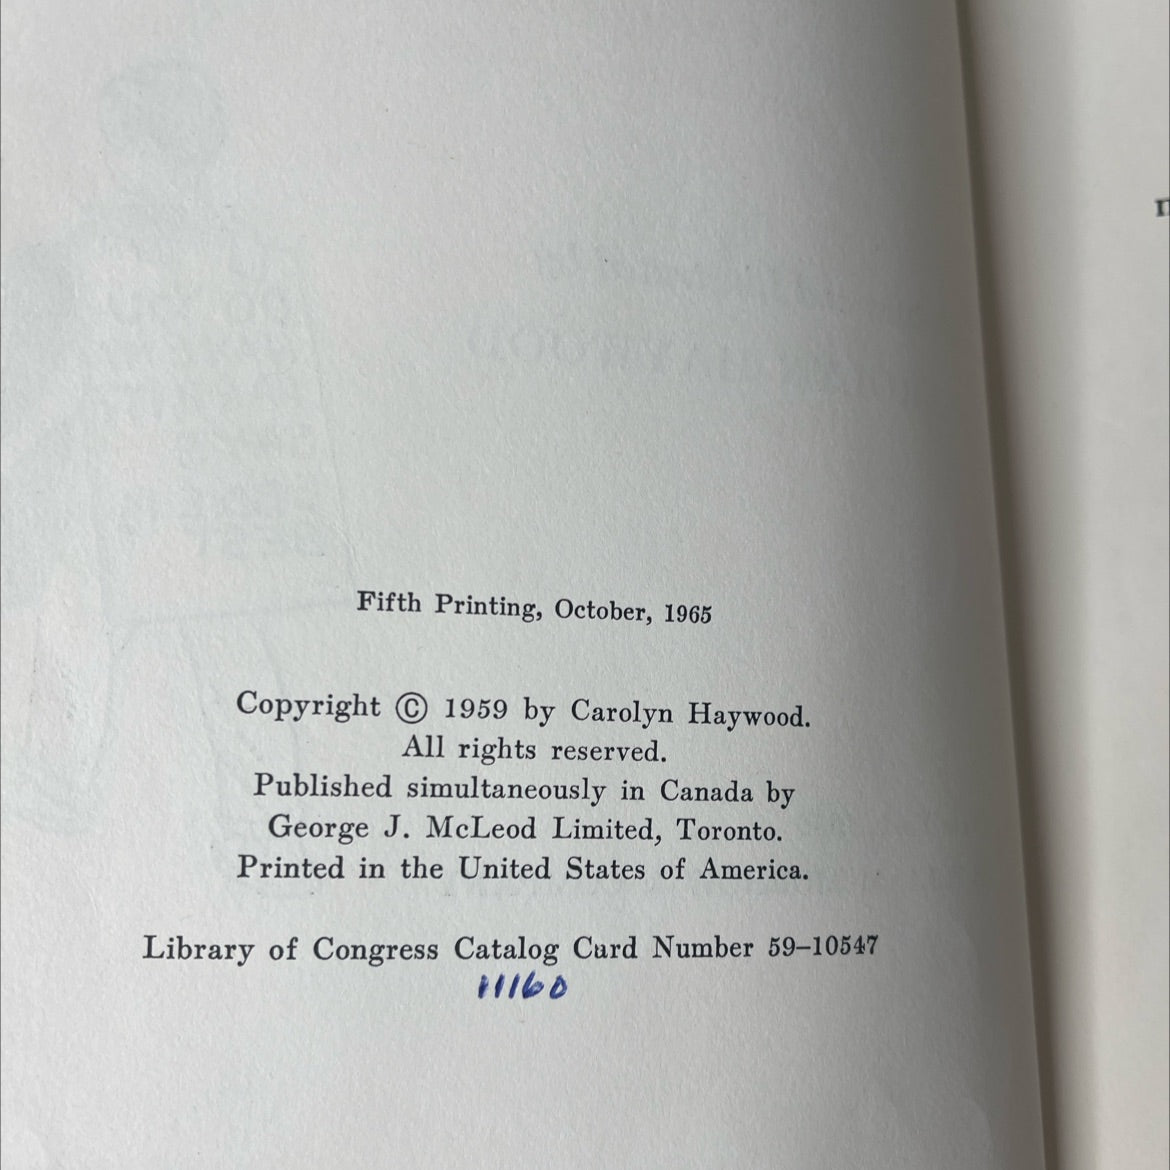 Fifth Printing, October, 1965
Copyright © 1959 by Carolyn Haywood.
All rights reserved.
Published simultaneously in Canada by
George J. McLeod Limited, Toronto.
Printed in the United States of America.
Library of Congress Catalog Card Number 59–10547
11160